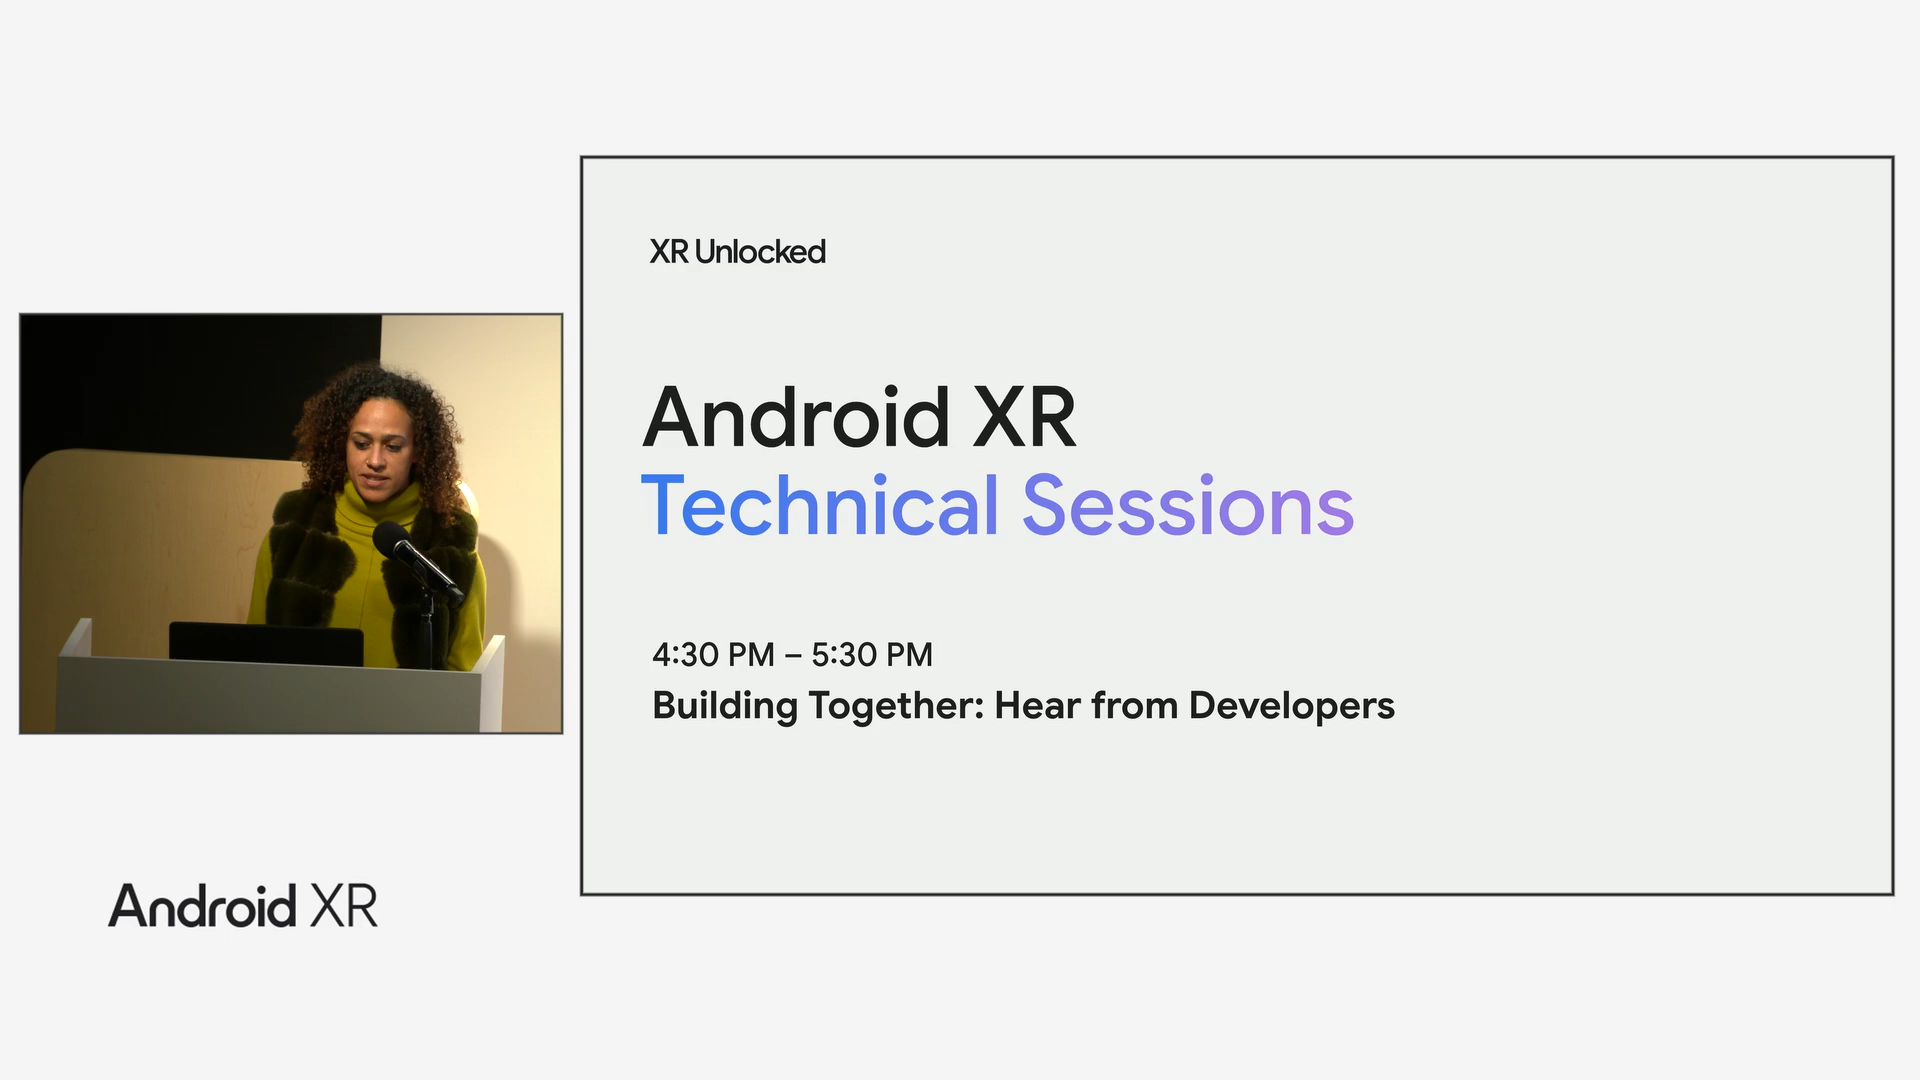 XR Unlocked
Android XR
Technical Sessions
4:30 PM – 5:30 PM
Building Together: Hear from Developers
Android XR